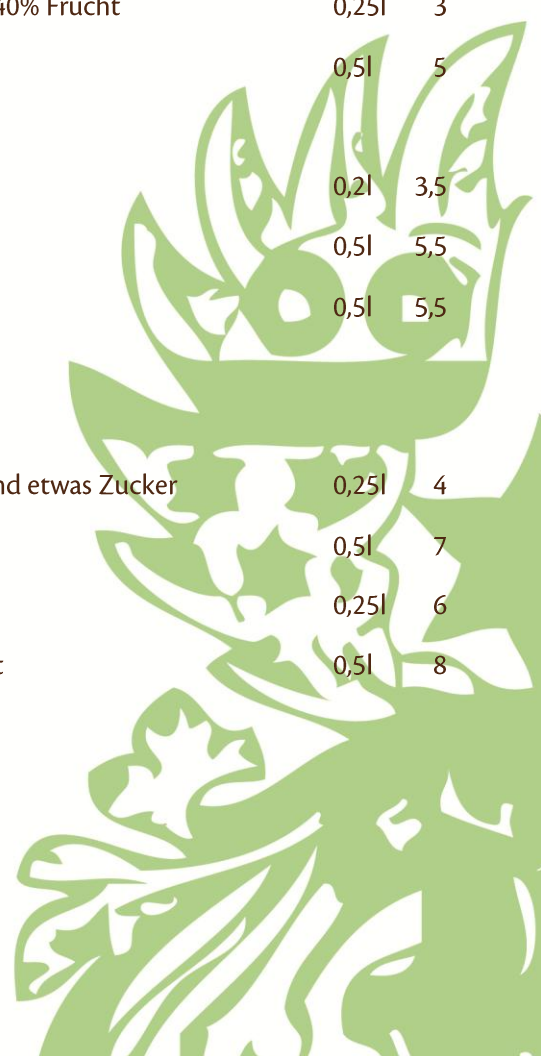 40% Frucht 0,25l 3
0,5l 5
0,2l 3,5
0,5l 5,5
0,5l 5,5
nd etwas Zucker 0,25l 4
0,5l 7
0,25l 6
t 0,5l 8